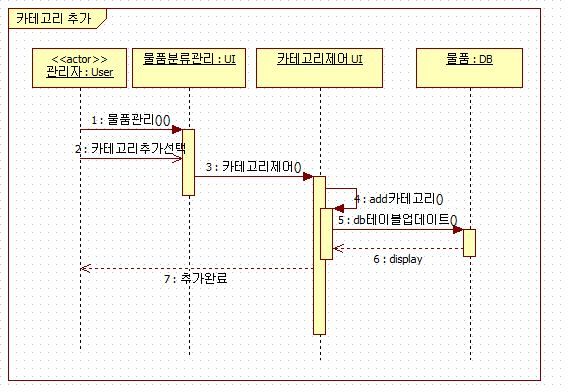 카테고리 추가
<<actor>>
관리자 : User
물품분류관리 : UI
카테고리제어 UI
물품 : DB
1 : 물품관리()()
2 : 카테고리추가선택
3 : 카테고리제어()
4 : add카테고리()
5 : db테이블업데이트()
6 : display
7 : 추가완료